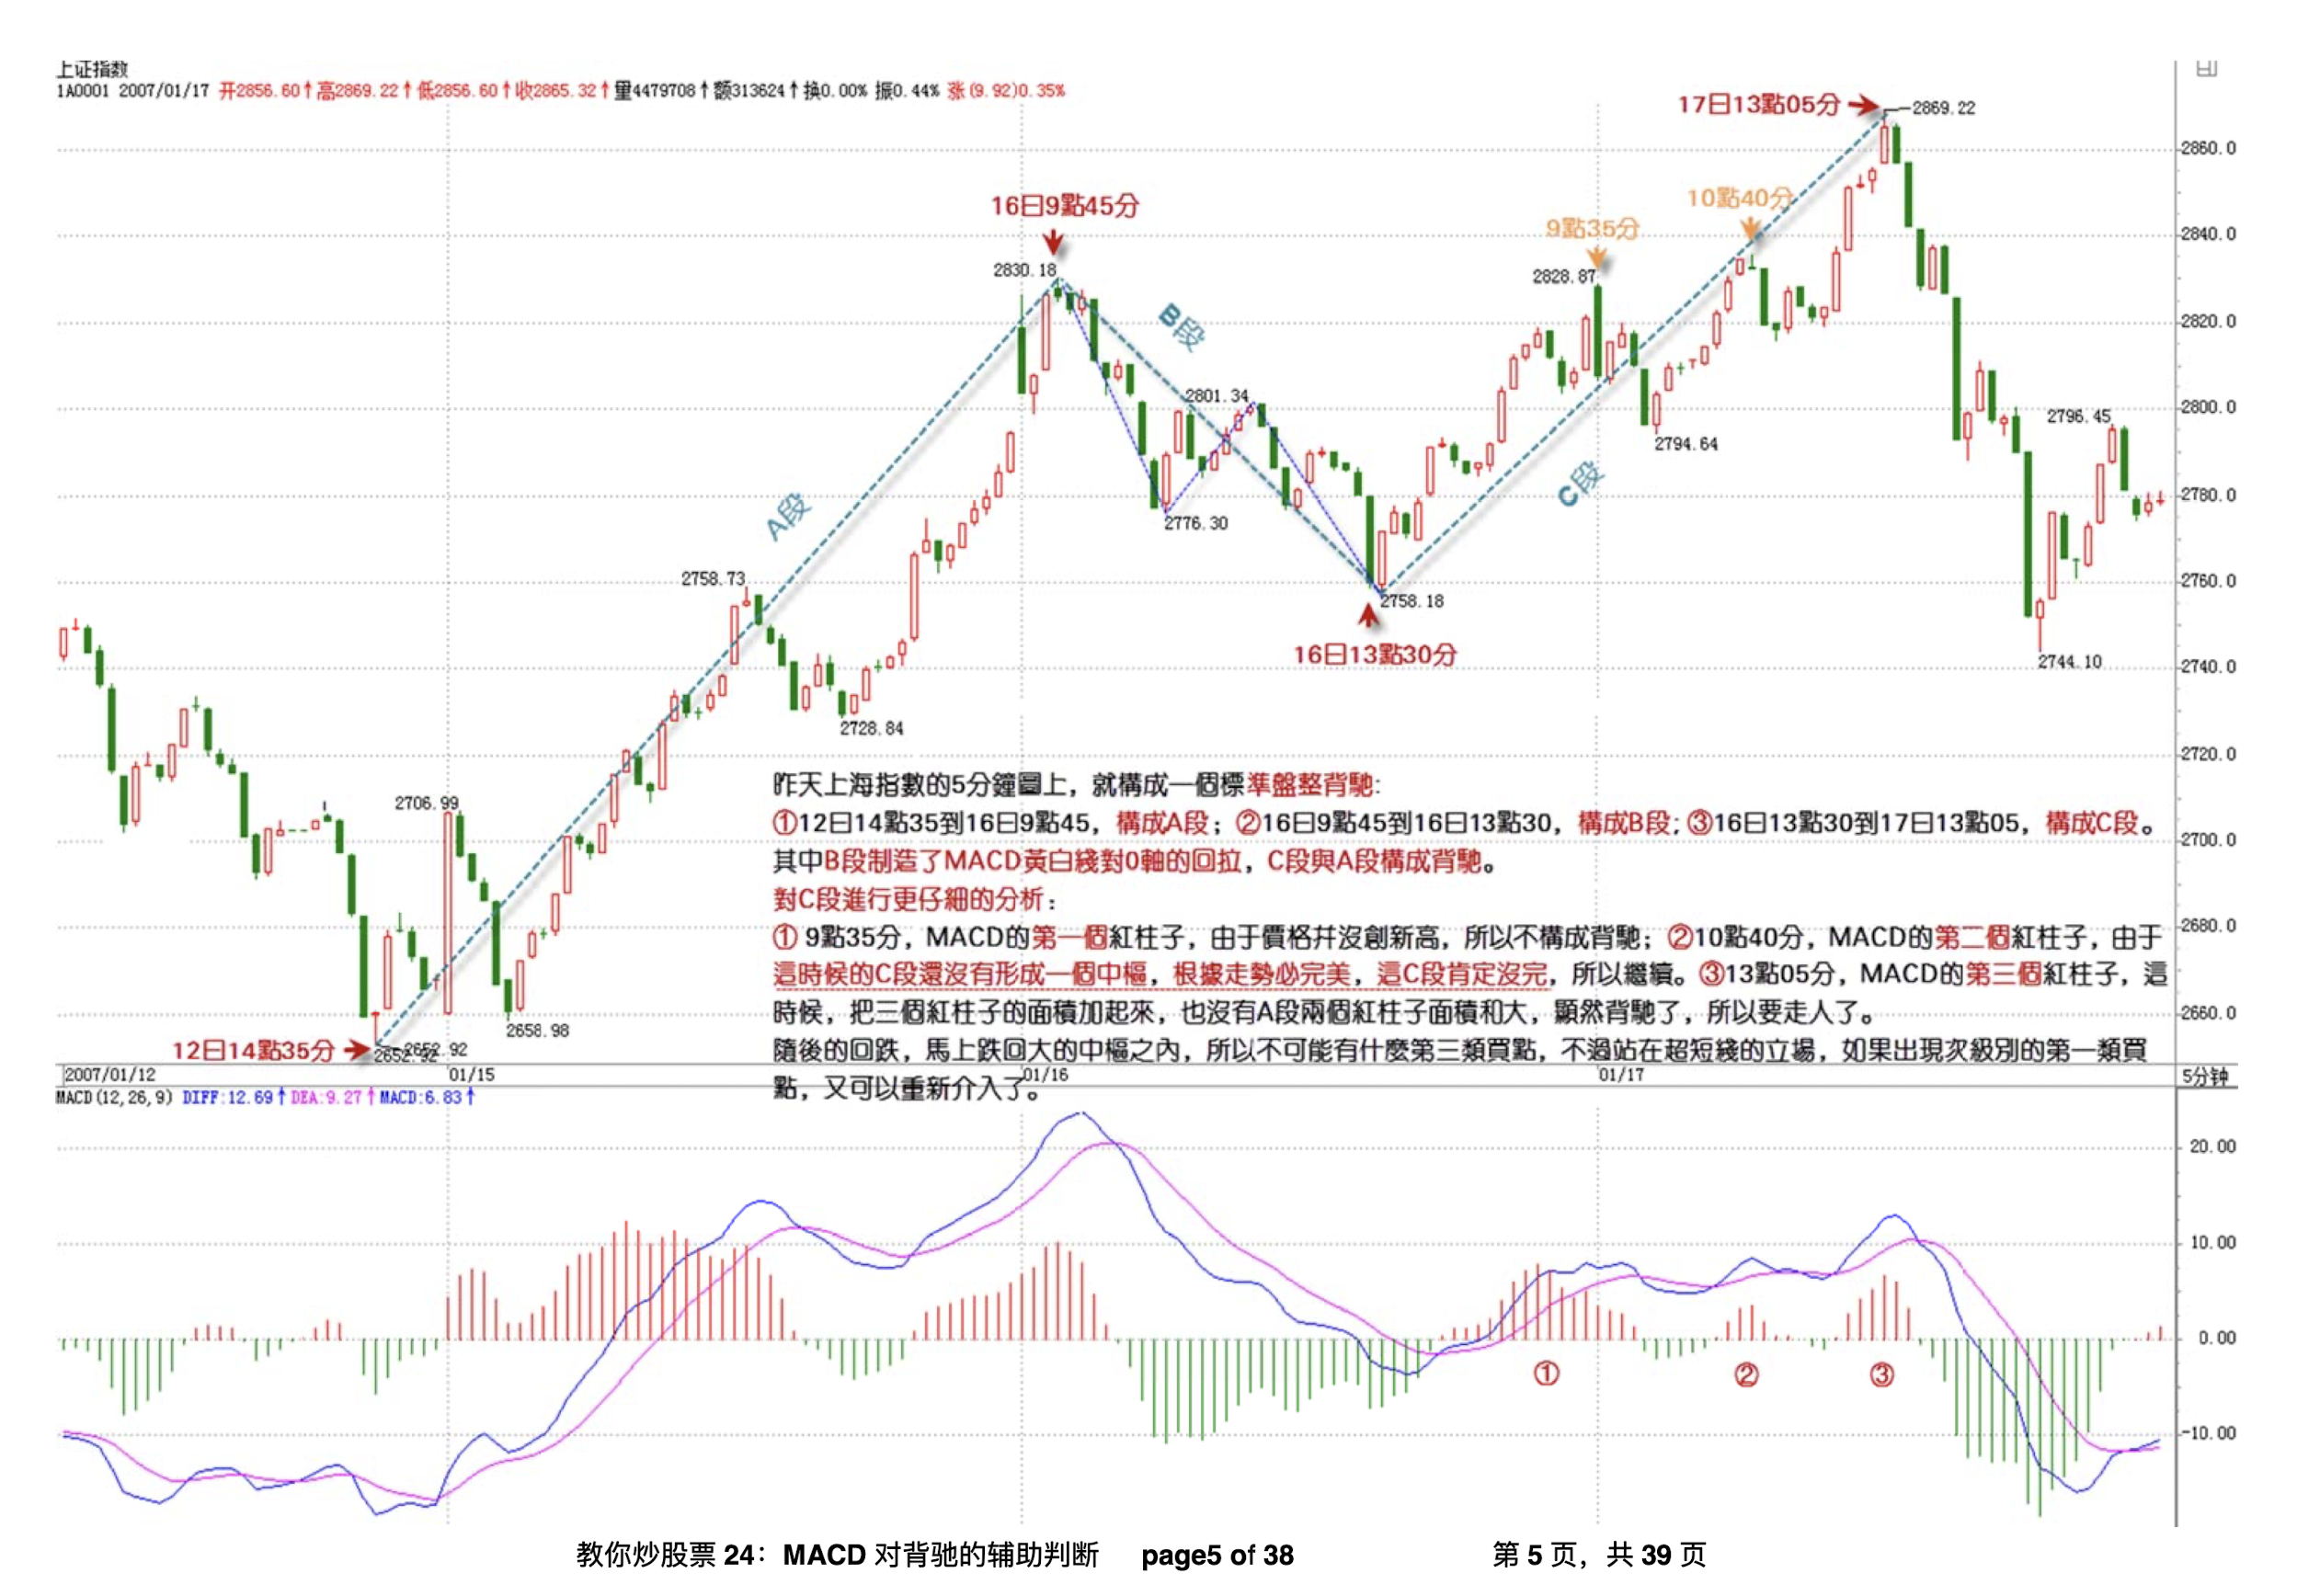 上证指数
1A0001 2007/01/17 开2856.60↑高2869.22↑低2856.60↑收2865.32↑量4479708↑额313624↑换0.00% 振0.44% 涨(9.92)0.35%
17日13點05分
2869.22
2860.0
16日9點45分
10點40分
9點35分
2840.0
2830.18
2828.87
B段
2820.0
2801.34
2800.0
2796.45
2794.64
A段
C段
2776.30
2780.0
2758.73
2758.18
2760.0
16日13點30分
2744.10
2740.0
2728.84
2720.0
2706.99
2700.0
2680.0
2660.0
昨天上海指數的5分鐘圖上，就構成一個標準盤整背馳:
①12日14點35到16日9點45，構成A段；②16日9點45到16日13點30，構成B段;③16日13點30到17日13點05，構成C段。
其中B段制造了MACD黃白綫對0軸的回拉，C段與A段構成背馳。
對C段進行更仔細的分析：
① 9點35分，MACD的第一個紅柱子，由于價格幷沒創新高，所以不構成背馳；②10點40分，MACD的第二個紅柱子，由于
這時候的C段還沒有形成一個中樞，根據走勢必完美，這C段肯定沒完，所以繼續。③13點05分，MACD的第三個紅柱子，這
時候，把三個紅柱子的面積加起來，也沒有A段兩個紅柱子面積和大，顯然背馳了，所以要走人了。
隨後的回跌，馬上跌回大的中樞之內，所以不可能有什麼第三類買點，不過站在超短綫的立場，如果出現次級別的第一類買
點，又可以重新介入了。
2658.98
12日14點35分
2652.92
2652.92
2007/01/12
01/15
01/16
01/17
5分钟
MACD(12,26,9) DIFF:12.69↑DEA:9.27↑MACD:6.83↑
20.00
10.00
0.00
①
②
③
-10.00
教你炒股票 24：MACD 对背驰的辅助判断 page5 of 38 第 5 页，共 39 页